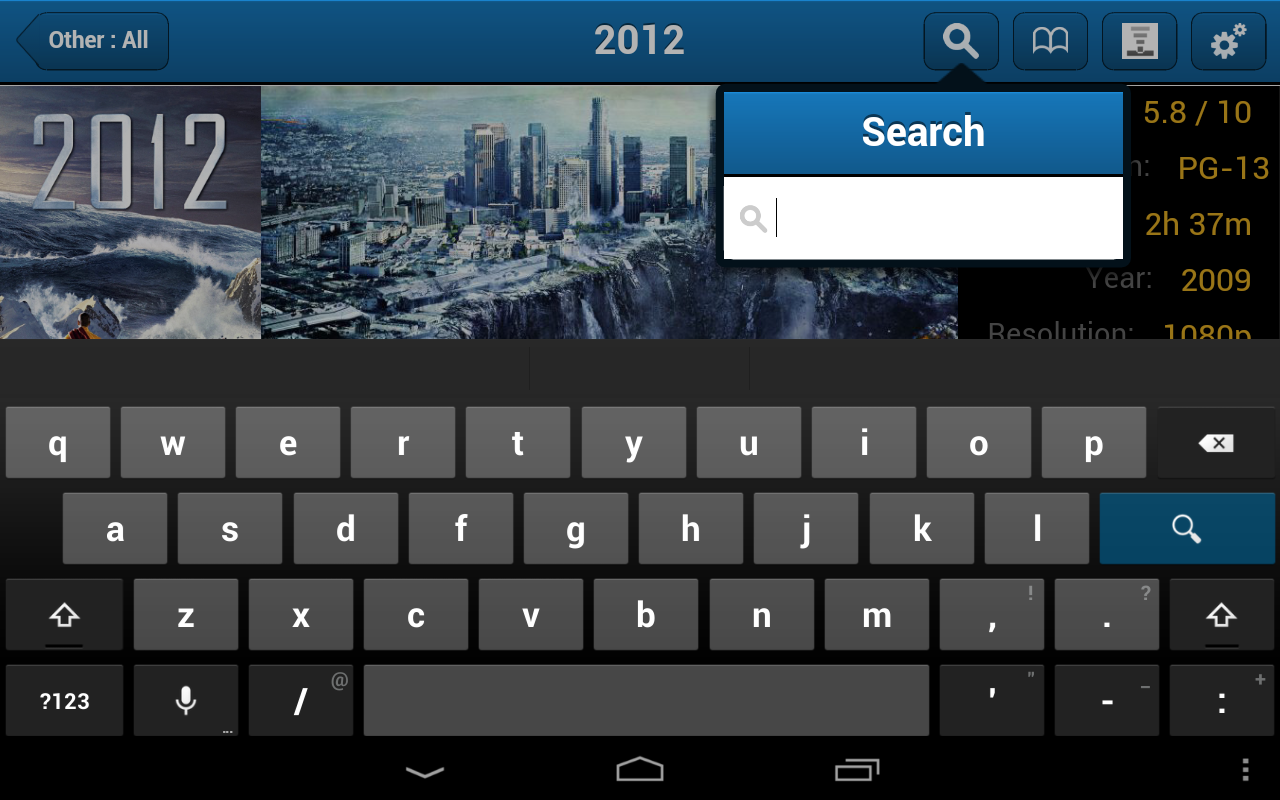 Other : All
2012
2012
Search
5.8 / 10
n: PG-13
2h 37m
Year: 2009
Resolution: 1080p
q w e r t y u i o p
a s d f g h j k l
z x c v b n m , ! . ?
?123 ... / @ ' " - _ : +